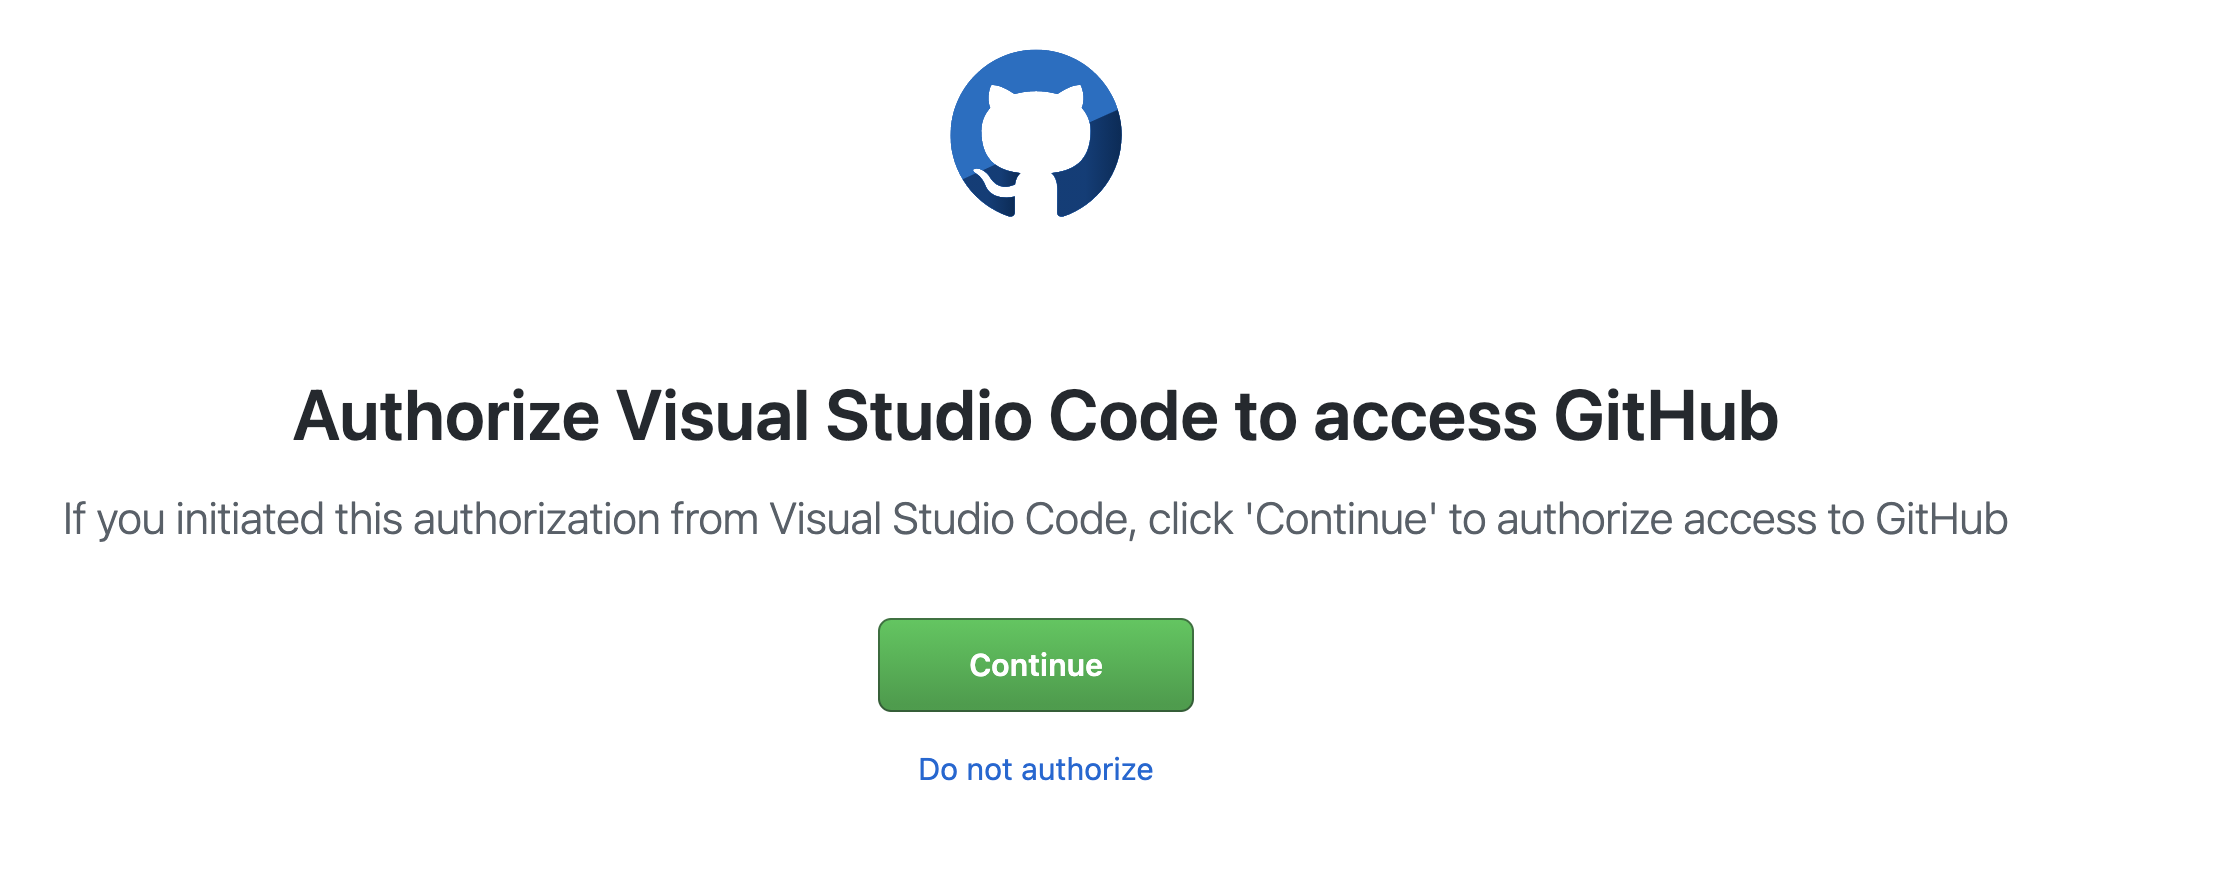 Authorize Visual Studio Code to access GitHub
If you initiated this authorization from Visual Studio Code, click 'Continue' to authorize access to GitHub
Continue
Do not authorize